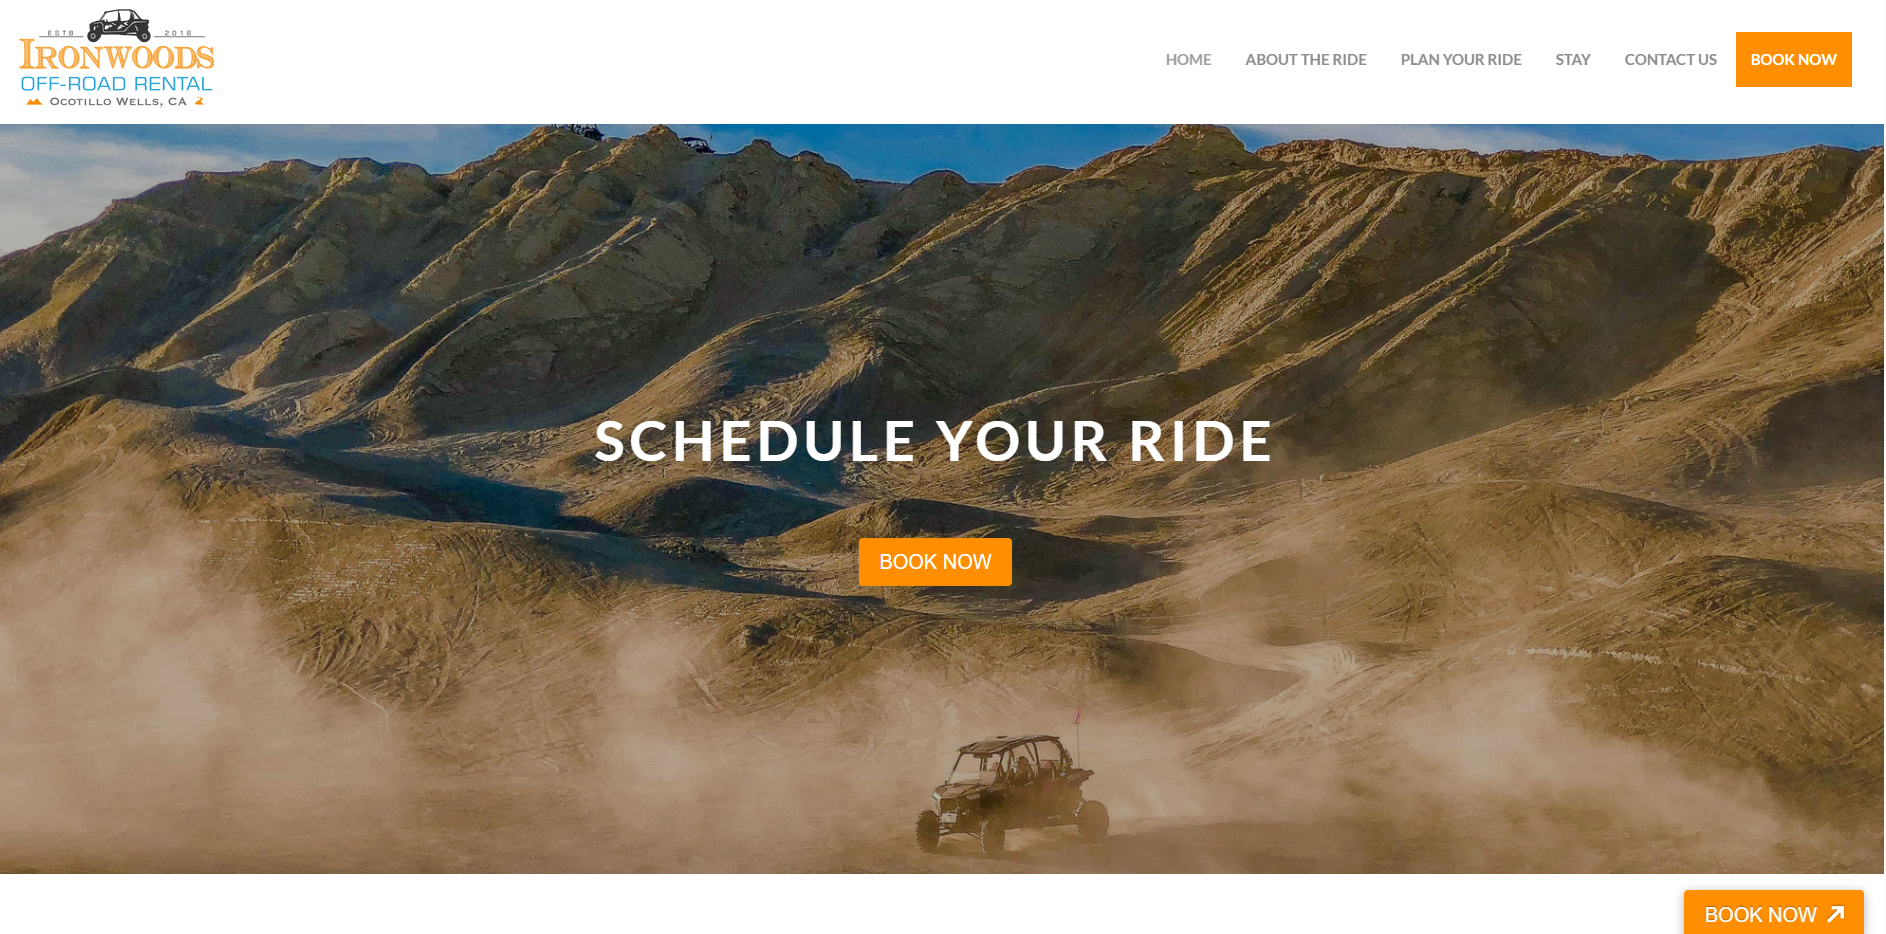 ESTB 2016
IRONWOODS
OFF-ROAD RENTAL
OCOTILLO WELLS, CA
HOME ABOUT THE RIDE PLAN YOUR RIDE STAY CONTACT US BOOK NOW
SCHEDULE YOUR RIDE
BOOK NOW
BOOK NOW